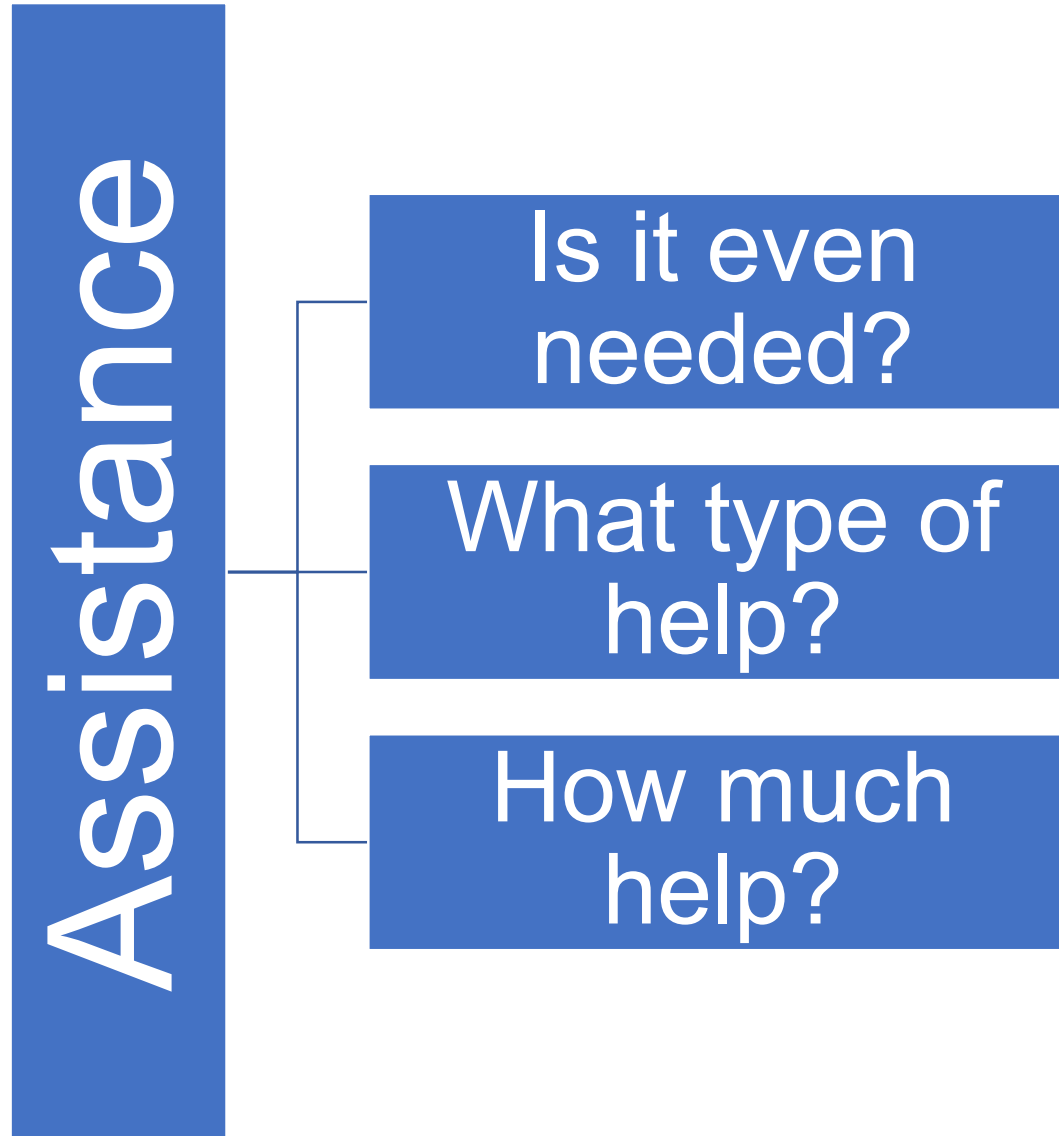 Assistance
Is it even
needed?
What type of
help?
How much
help?